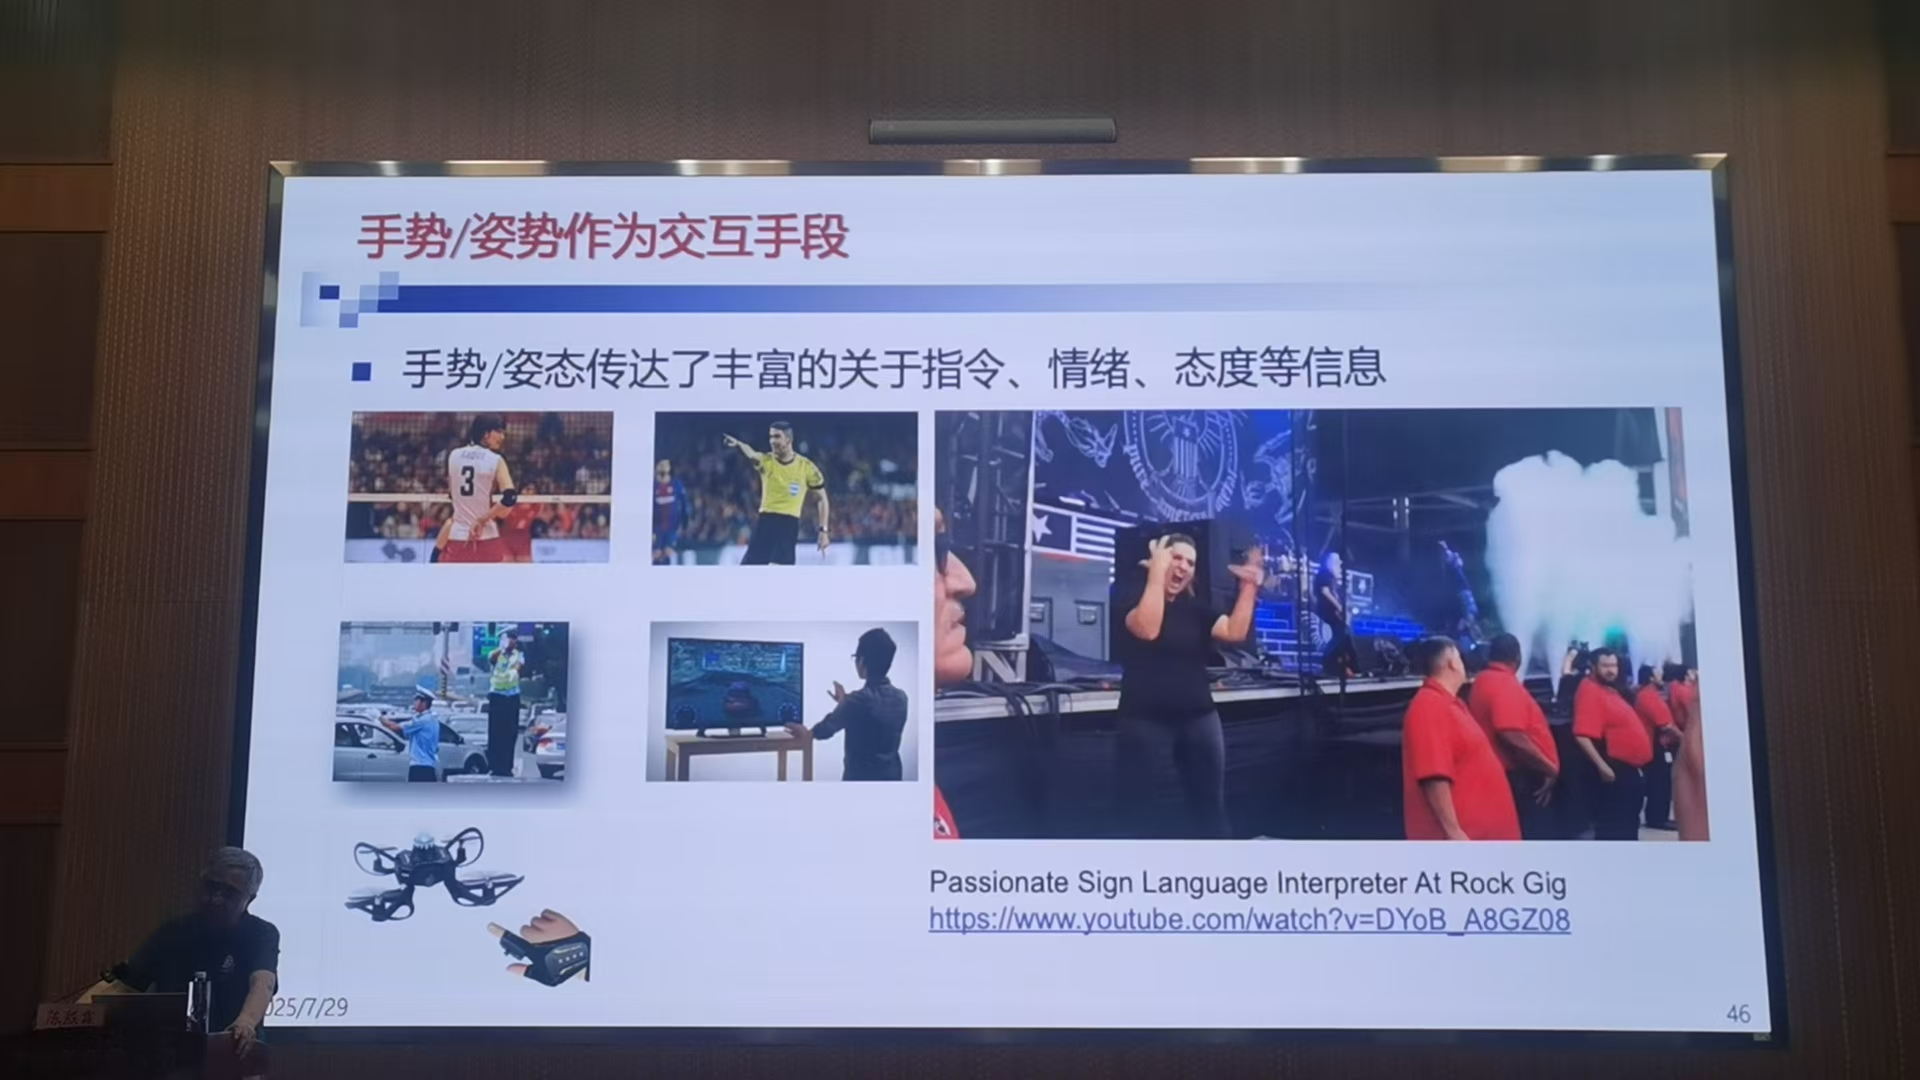 手势/姿势作为交互手段
手势/姿态传达了丰富的关于指令、情绪、态度等信息
3
Passionate Sign Language Interpreter At Rock Gig
https://www.youtube.com/watch?v=DYoB_A8GZ08
025/7/29
46